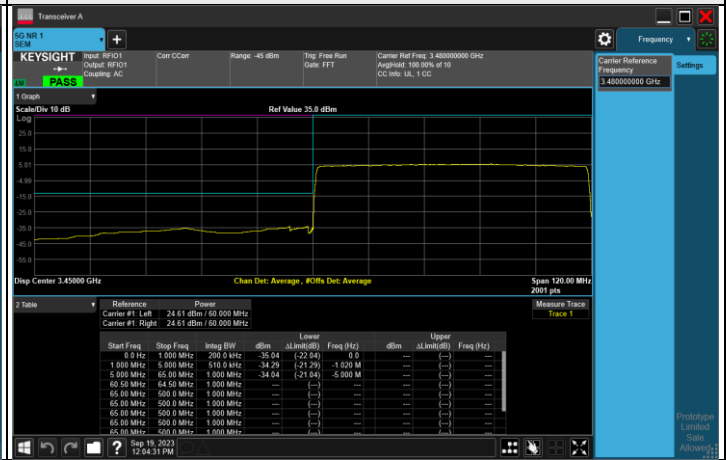 Transceiver A
5G NR 1
SEM
Frequency
KEYSIGHT Input: RFIO1 Corr CCorr Range: -45 dBm Trig: Free Run Carrier Ref Freq: 3.480000000 GHz
Output: RFIO1 Gate: FFT Avg|Hold: 100.00% of 10
Coupling: AC CC Info: UL, 1 CC
PASS
Carrier Reference
Frequency
3.480000000 GHz
Settings
1 Graph
Scale/Div 10 dB Ref Value 35.0 dBm
Log
25.0
15.0
5.01
-4.99
-15.0
-25.0
-35.0
-45.0
-55.0
Disp Center 3.45000 GHz Chan Det: Average, #Offs Det: Average Span 120.00 MHz
2001 pts
2 Table Reference Power Measure Trace
Carrier #1: Left 24.61 dBm / 60.000 MHz Trace 1
Carrier #1: Right 24.61 dBm / 60.000 MHz
Lower Upper
Start Freq Stop Freq Integ BW dBm ΔLimit(dB) Freq (Hz) dBm ΔLimit(dB) Freq (Hz)
0.0 Hz 1.000 MHz 200.0 kHz -35.04 (-22.04) 0.0 --- (---) ---
1.000 MHz 5.000 MHz 510.0 kHz -34.29 (-21.29) -1.020 M --- (---) ---
5.000 MHz 65.00 MHz 1.000 MHz -34.04 (-21.04) -5.000 M --- (---) ---
60.50 MHz 64.50 MHz 1.000 MHz --- (---) --- --- (---) ---
65.00 MHz 500.0 MHz 1.000 MHz --- (---) --- --- (---) ---
65.00 MHz 500.0 MHz 1.000 MHz --- (---) --- --- (---) ---
65.00 MHz 500.0 MHz 1.000 MHz --- (---) --- --- (---) ---
65.00 MHz 500.0 MHz 1.000 MHz --- (---) --- --- (---) ---
Prototype
Limited
Sale
Allowed
Sep 19, 2023
12:04:31 PM